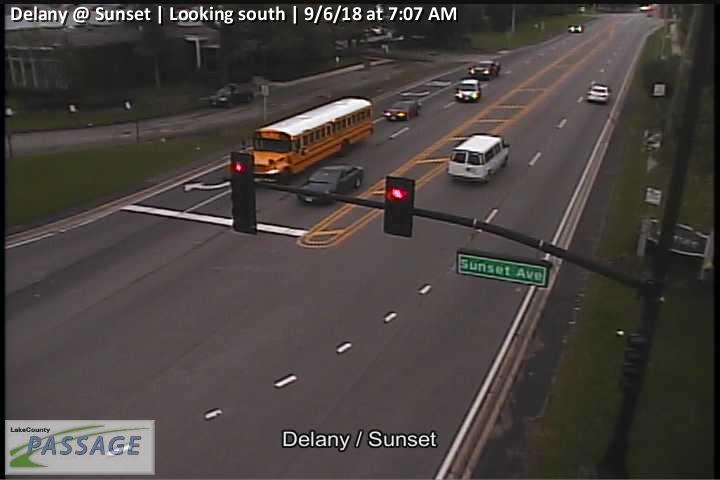 Delany @ Sunset | Looking south | 9/6/18 at 7:07 AM
Sunset Ave
Delany / Sunset
LakeCounty
PASSAGE